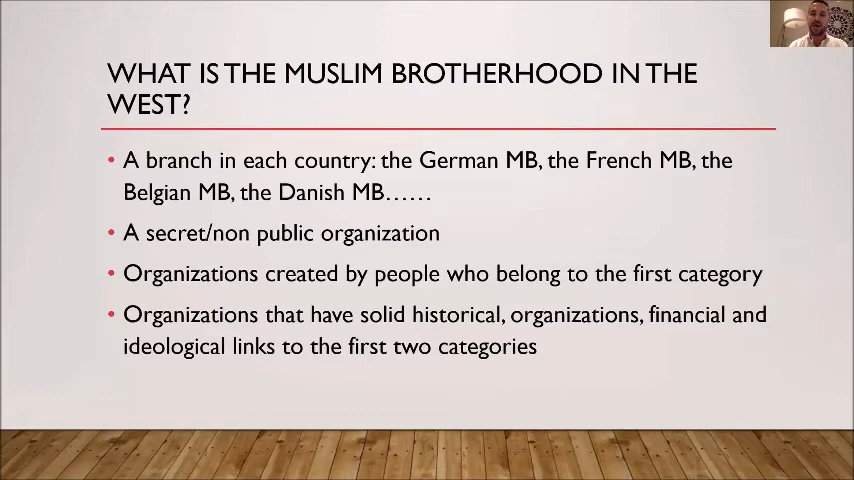 WHAT IS THE MUSLIM BROTHERHOOD IN THE
WEST?
• A branch in each country: the German MB, the French MB, the
Belgian MB, the Danish MB……
• A secret/non public organization
• Organizations created by people who belong to the first category
• Organizations that have solid historical, organizations, financial and
ideological links to the first two categories